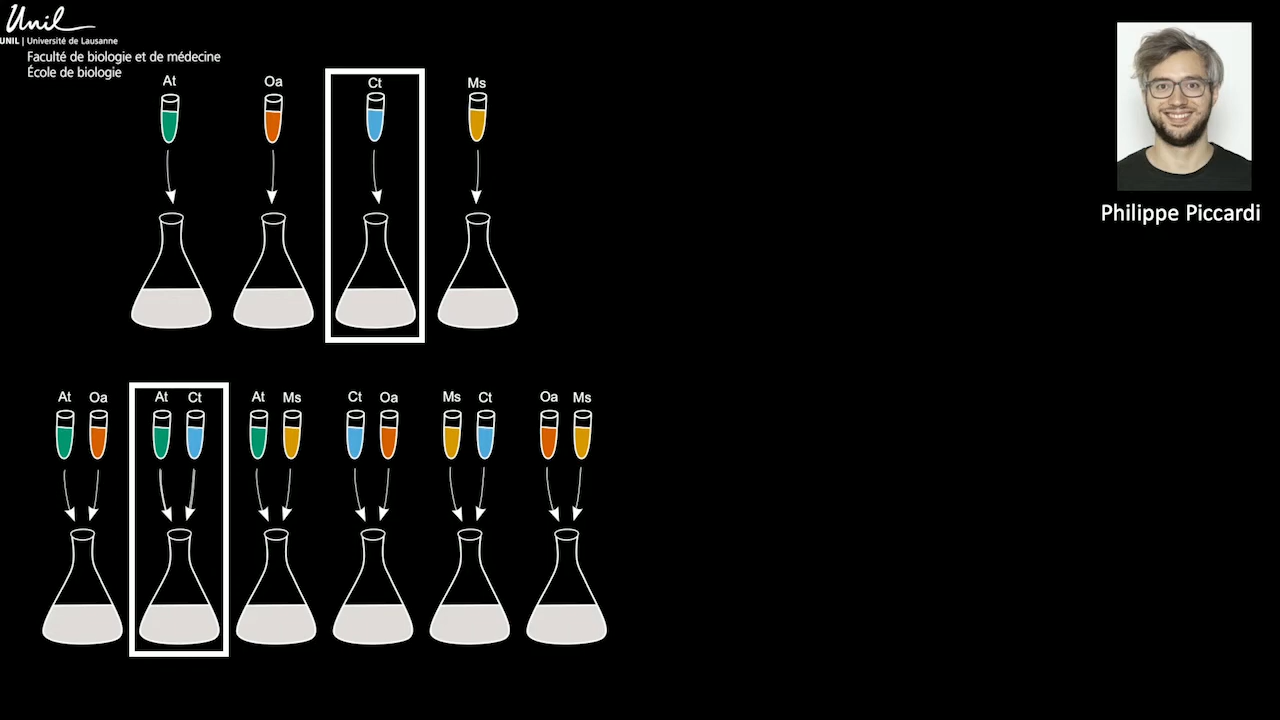 Unil
UNIL | Université de Lausanne
Faculté de biologie et de médecine
École de biologie
At Oa Ct Ms
Philippe Piccardi
At Oa At Ct At Ms Ct Oa Ms Ct Oa Ms